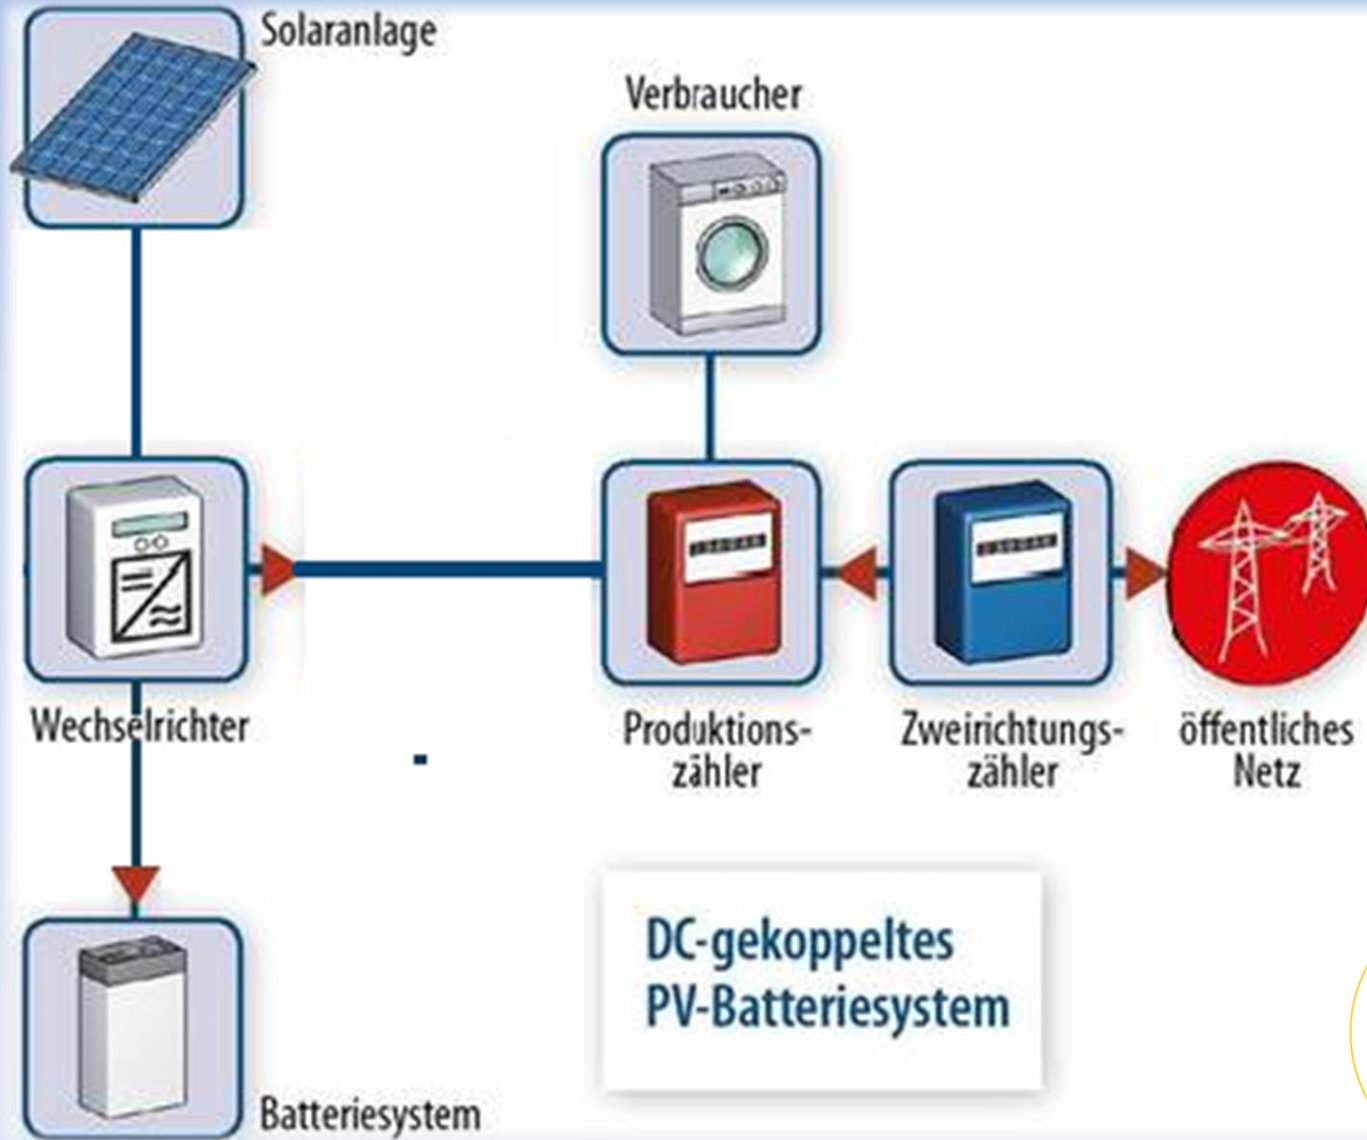 Solaranlage
Verbraucher
Wechselrichter
Produktions-
zähler
Zweirichtungs-
zähler
öffentliches
Netz
DC-gekoppeltes
PV-Batteriesystem
Batteriesystem